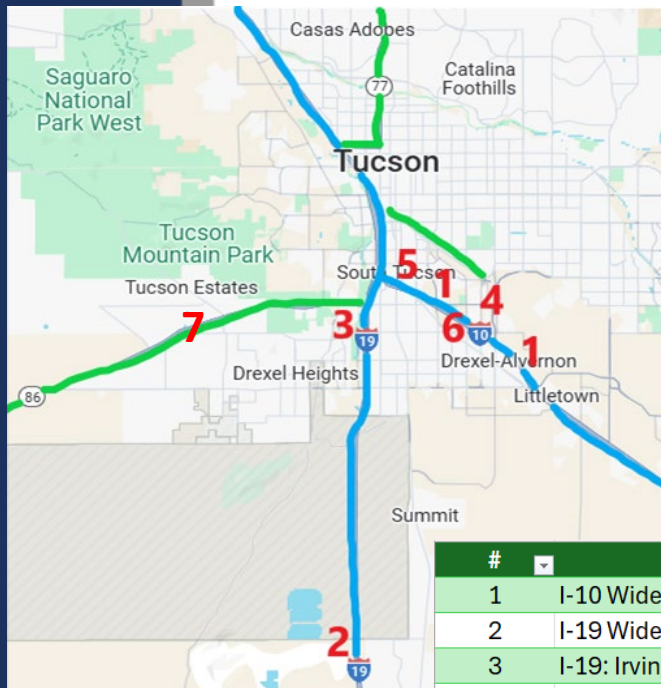 Casas Adobes
Saguaro
National
Park West
77
Catalina
Foothills
Tucson
Tucson
Mountain Park
Tucson Estates
South Tucson
5
1
4
7
3
19
6
10
1
Drexel Heights
Drexel-Alvernon
Littletown
86
Summit
2
19
#
1 I-10 Wide
2 I-19 Wide
3 I-19: Irvin